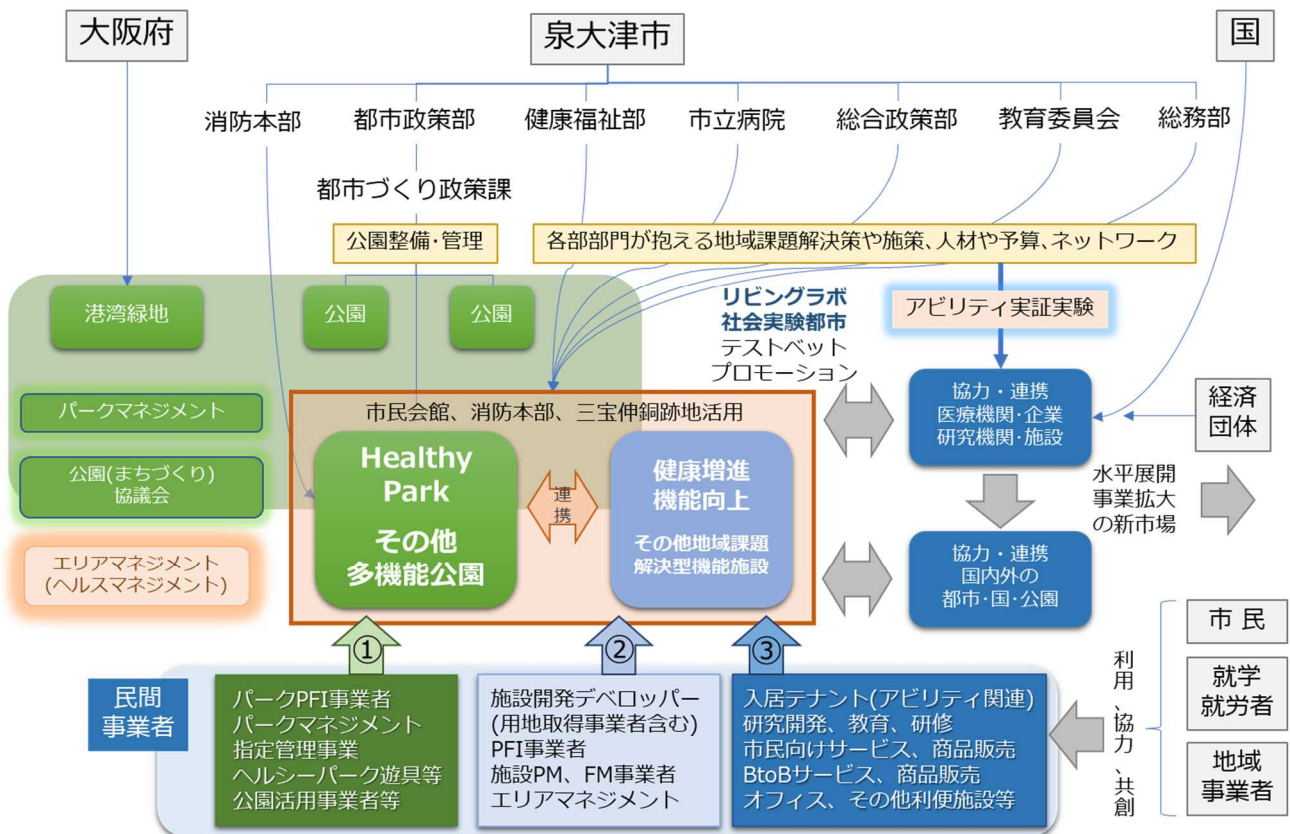 大阪府
泉大津市
国
消防本部
都市政策部
健康福祉部
市立病院
総合政策部
教育委員会
総務部
都市づくり政策課
公園整備・管理
各部部門が抱える地域課題解決策や施策、人材や予算、ネットワーク
港湾緑地
公園
公園
リビングラボ
社会実験都市
テストベット
プロモーション
アビリティ実証実験
パークマネジメント
公園(まちづくり)
協議会
エリアマネジメント
(ヘルスマネジメント)
市民会館、消防本部、三宝伸銅跡地活用
Healthy
Park
その他
多機能公園
連携
健康増進
機能向上
その他地域課題
解決型機能施設
協力・連携
医療機関・企業
研究機関・施設
経済
団体
水平展開
事業拡大
の新市場
協力・連携
国内外の
都市・国・公園
①
②
③
民間
事業者
パークPFI事業者
パークマネジメント
指定管理事業
ヘルシーパーク遊具等
公園活用事業者等
施設開発デベロッパー
(用地取得事業者含む)
PFI事業者
施設PM、FM事業者
エリアマネジメント
入居テナント(アビリティ関連)
研究開発、教育、研修
市民向けサービス、商品販売
BtoBサービス、商品販売
オフィス、その他利便施設等
利用、協力、共創
市 民
就学
就労者
地域
事業者